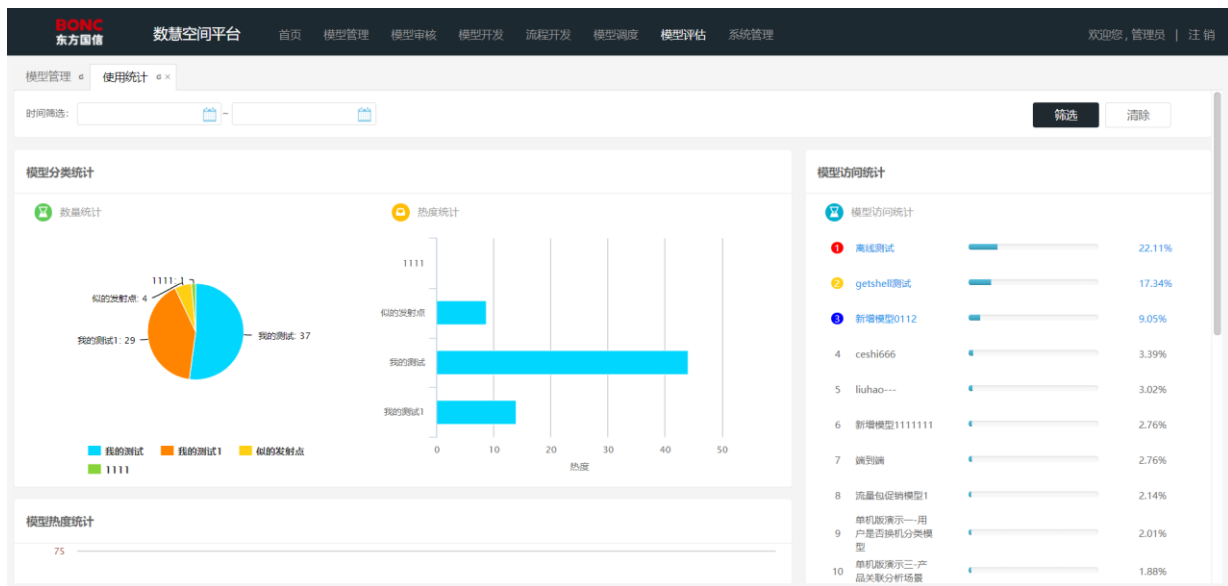 BONC
东方国信
数慧空间平台 首页 模型管理 模型审核 模型开发 流程开发 模型调度 模型评估 系统管理 欢迎您,管理员 | 注销
模型管理 使用统计 ×
时间筛选: ~ 筛选 清除
模型分类统计
数量统计
1111: 1
似的发射点: 4
我的测试1: 29
我的测试: 37
我的测试 我的测试1 似的发射点
1111
热度统计
1111
似的发射点
我的测试
我的测试1
0 10 20 30 40 50
热度
模型访问统计
模型访问统计
1 离线测试 22.11%
2 getshell测试 17.34%
3 新增模型0112 9.05%
4 ceshi666 3.39%
5 liuhao--- 3.02%
6 新增模型1111111 2.76%
7 端到端 2.76%
8 流量包促销模型1 2.14%
单机版演示一-用
9 户是否换机分类模 2.01%
型
单机版演示三-产
10 品关联分析场景 1.88%
模型热度统计
75